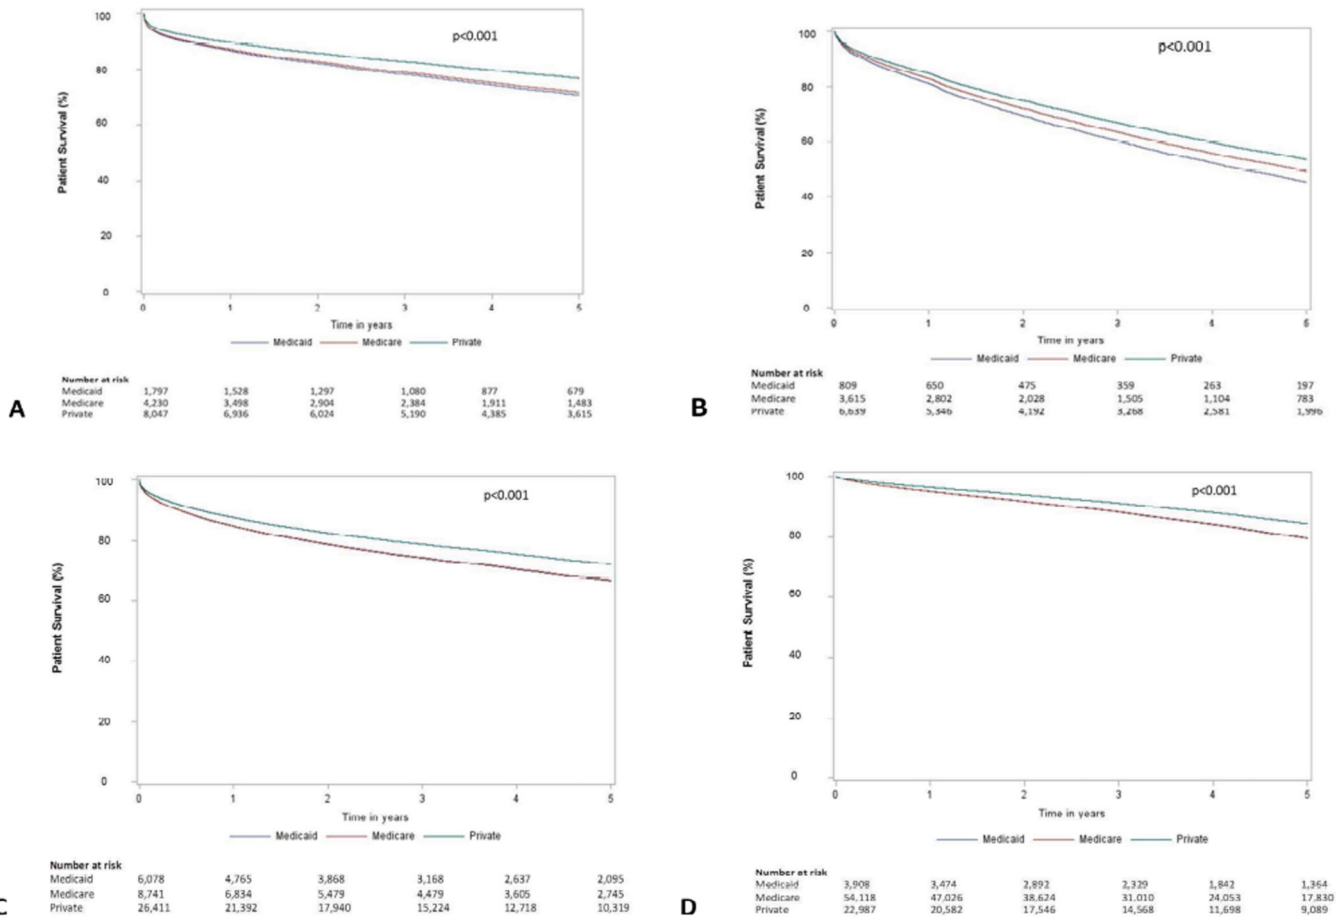 p<0.001
Patient Survival (%)
100
80
60
40
20
0
0 1 2 3 4 5
Time in years
Medicaid Medicare Private
Number at risk
Medicaid 1,797 1,528 1,297 1,080 877 679
Medicare 4,230 3,498 2,904 2,384 1,911 1,483
Private 8,047 6,936 6,024 5,190 4,385 3,615
A
p<0.001
Patient Survival (%)
100
80
60
40
20
0
0 1 2 3 4 5
Time in years
Medicaid Medicare Private
Number at risk
Medicaid 809 650 475 359 263 197
Medicare 3,615 2,802 2,028 1,505 1,104 783
Private 6,639 5,346 4,192 3,268 2,581 1,996
B
p<0.001
Patient Survival (%)
100
80
60
40
20
0
0 1 2 3 4 5
Time in years
Medicaid Medicare Private
Number at risk
Medicaid 6,078 4,765 3,868 3,168 2,637 2,095
Medicare 8,741 6,834 5,479 4,479 3,605 2,745
Private 26,411 21,392 17,940 15,224 12,718 10,319
C
p<0.001
Patient Survival (%)
100
80
60
40
20
0
0 1 2 3 4 5
Time in years
Medicaid Medicare Private
Number at risk
Medicaid 3,908 3,474 2,892 2,329 1,842 1,364
Medicare 54,118 47,026 38,624 31,010 24,053 17,830
Private 22,987 20,582 17,546 14,568 11,698 9,089
D